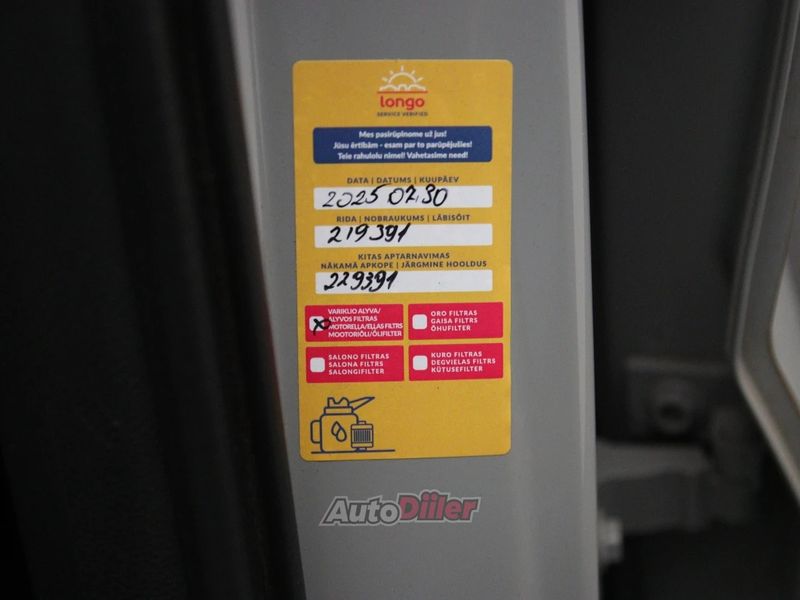 longo
SERVICE VERIFIED
Mes pasirūpinome už jus!
Jūsu ērtībām - esam par to parūpējušies!
Teie rahulolu nimel! Vahetasime need!
DATA | DATUMS | KUUPÄEV
2025 07.30
RIDA | NOBRAUKUMS | LÄBISÕIT
219391
KITAS APTARNAVIMAS
NĀKAMĀ APKOPE | JÄRGMINE HOOLDUS
229391
VARIKLIO ALYVA/
ALYVOS FILTRAS
MOTORELLA/ELLAS FILTRS
MOOTORIÕLI/ÕLIFILTER
ORO FILTRAS
GAISA FILTRS
ÕHUFILTER
SALONO FILTRAS
SALONA FILTRS
SALONGIFILTER
KURO FILTRAS
DEGVIELAS FILTRS
KÜTUSEFILTER
AutoDiiler